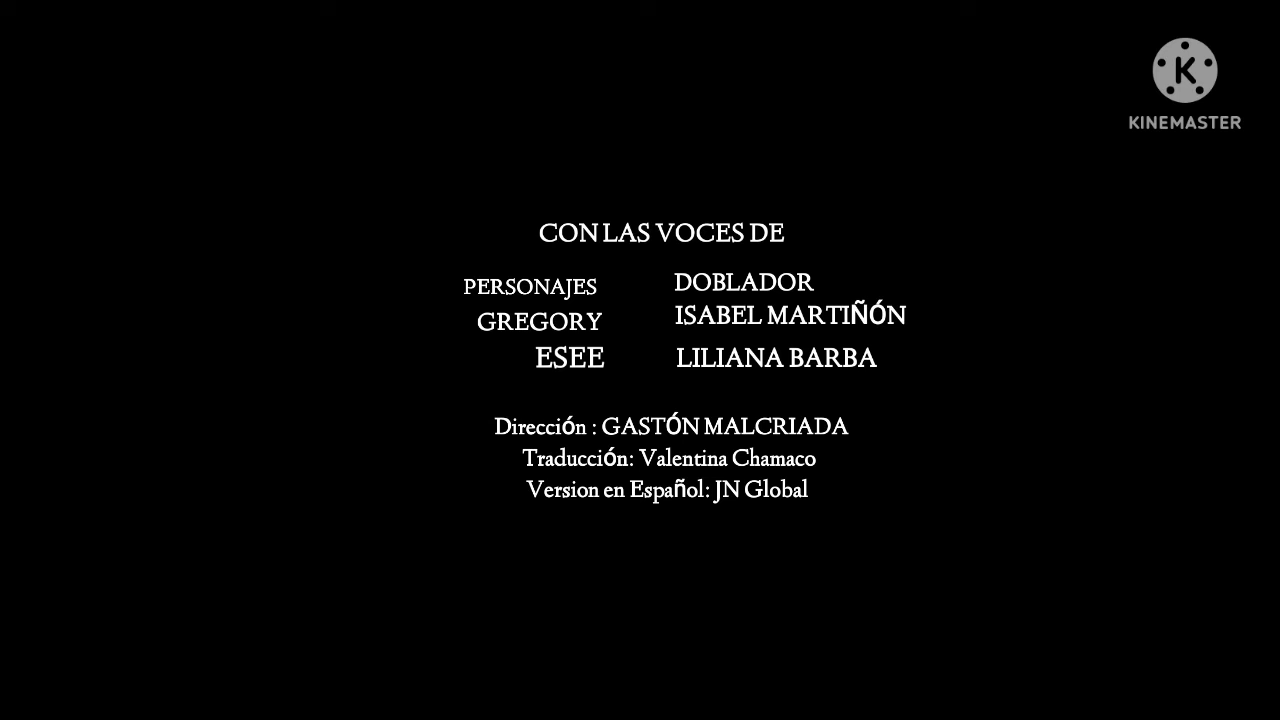 KINEMASTER
CON LAS VOCES DE
PERSONAJES DOBLADOR
GREGORY ISABEL MARTIÑÓN
ESEE LILIANA BARBA
Dirección : GASTÓN MALCRIADA
Traducción: Valentina Chamaco
Version en Español: JN Global